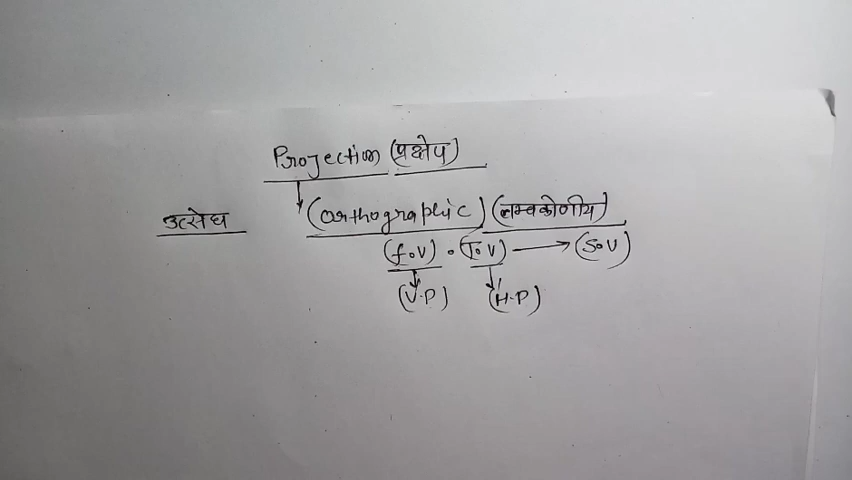 Projection (प्रक्षेप)
उत्सेध (Orthographic) (लम्बकोणीय)
(f.v) . (T.v) → (S.v)
(V.P) (H.P)